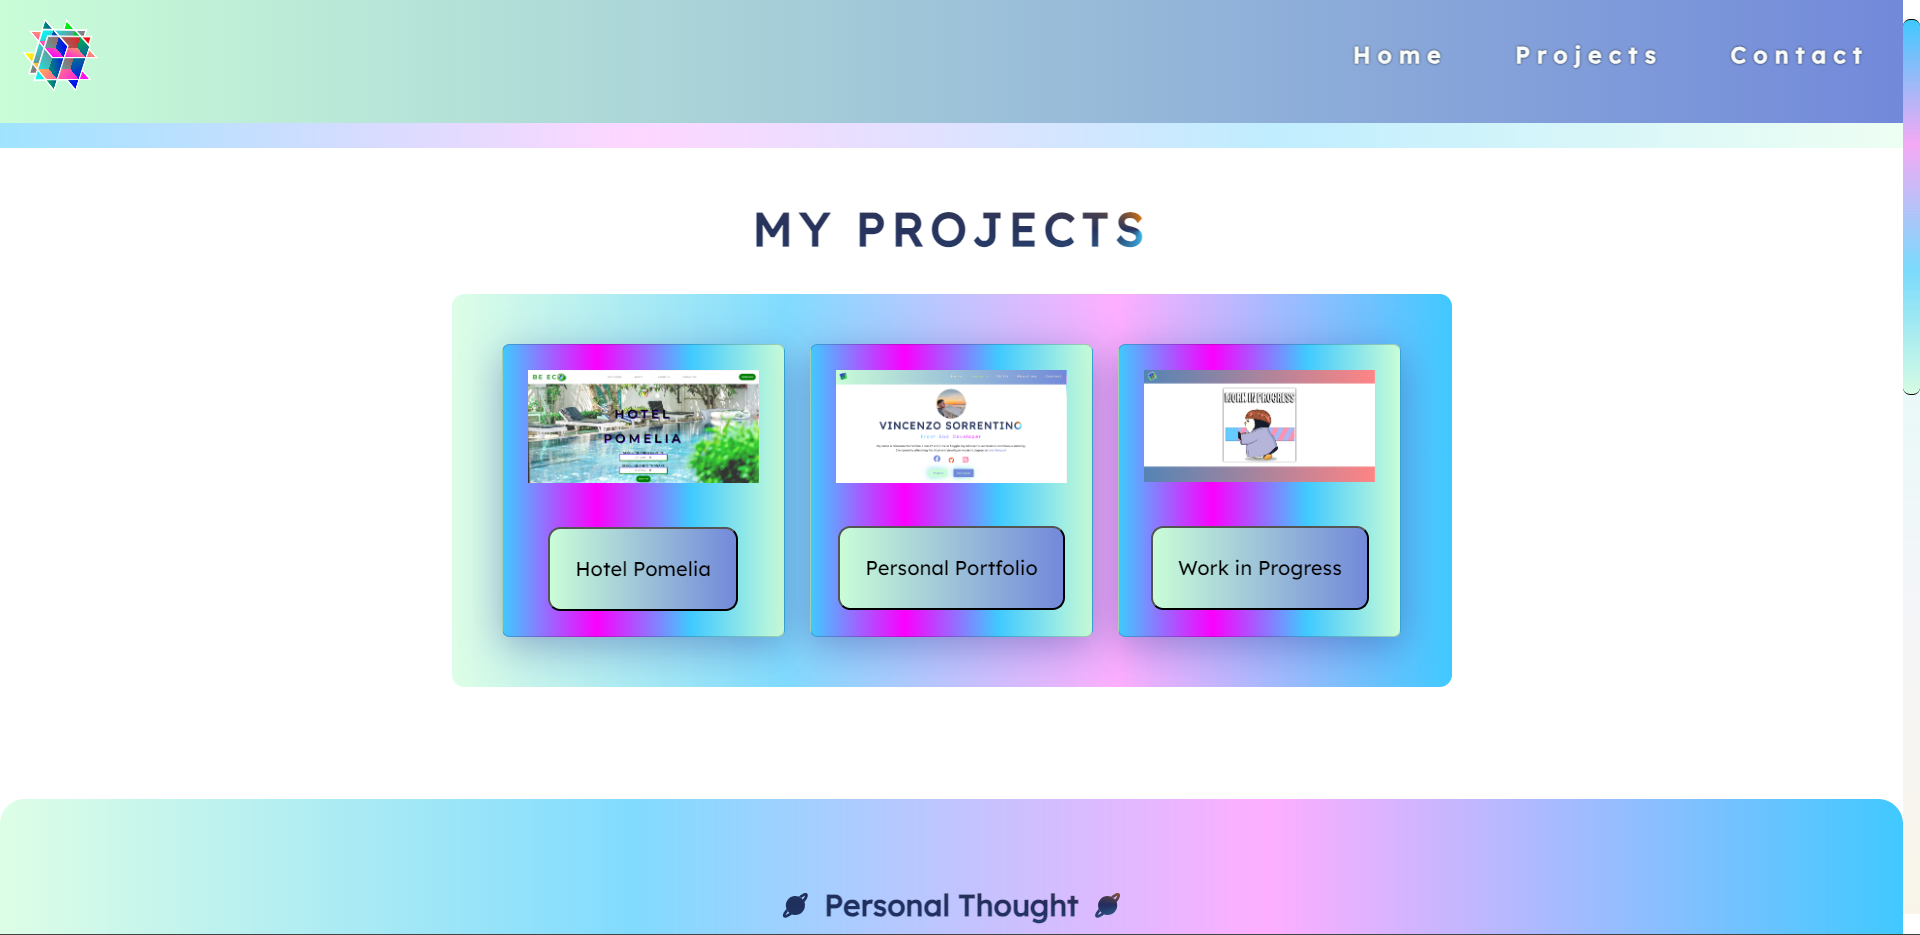 Home Projects Contact
MY PROJECTS
BE EC
HOTEL
POMELIA
VINCENZO SORRENTINO
Front End Developer
WORK IN PROGRESS
Hotel Pomelia
Personal Portfolio
Work in Progress
Personal Thought